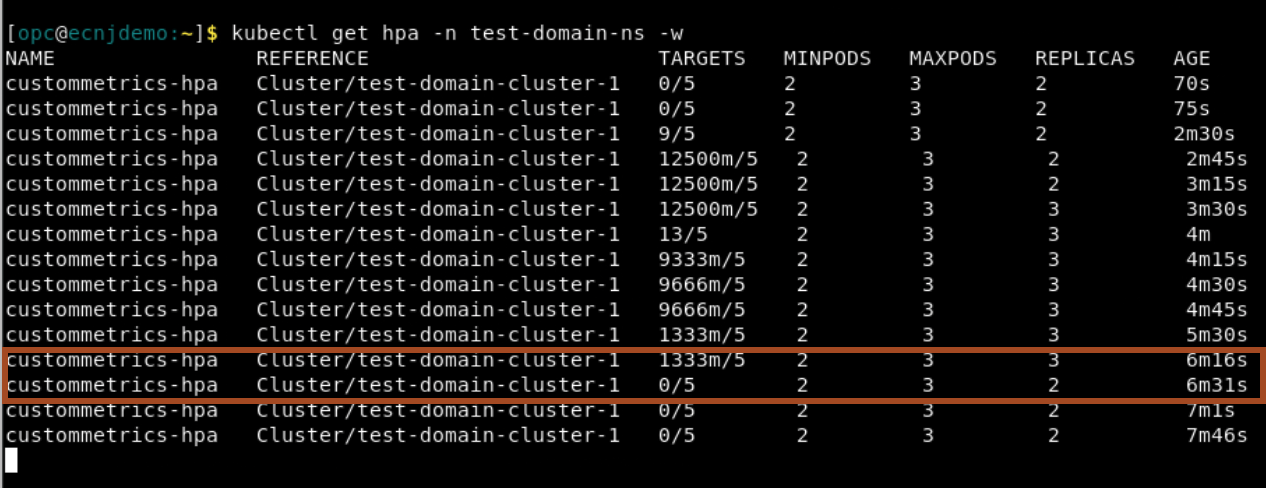 [opc@ecnjdemo:~]$ kubectl get hpa -n test-domain-ns -w
NAME REFERENCE TARGETS MINPODS MAXPODS REPLICAS AGE
custommetrics-hpa Cluster/test-domain-cluster-1 0/5 2 3 2 70s
custommetrics-hpa Cluster/test-domain-cluster-1 0/5 2 3 2 75s
custommetrics-hpa Cluster/test-domain-cluster-1 9/5 2 3 2 2m30s
custommetrics-hpa Cluster/test-domain-cluster-1 12500m/5 2 3 2 2m45s
custommetrics-hpa Cluster/test-domain-cluster-1 12500m/5 2 3 2 3m15s
custommetrics-hpa Cluster/test-domain-cluster-1 12500m/5 2 3 3 3m30s
custommetrics-hpa Cluster/test-domain-cluster-1 13/5 2 3 3 4m
custommetrics-hpa Cluster/test-domain-cluster-1 9333m/5 2 3 3 4m15s
custommetrics-hpa Cluster/test-domain-cluster-1 9666m/5 2 3 3 4m30s
custommetrics-hpa Cluster/test-domain-cluster-1 9666m/5 2 3 3 4m45s
custommetrics-hpa Cluster/test-domain-cluster-1 1333m/5 2 3 3 5m30s
custommetrics-hpa Cluster/test-domain-cluster-1 1333m/5 2 3 3 6m16s
custommetrics-hpa Cluster/test-domain-cluster-1 0/5 2 3 2 6m31s
custommetrics-hpa Cluster/test-domain-cluster-1 0/5 2 3 2 7m1s
custommetrics-hpa Cluster/test-domain-cluster-1 0/5 2 3 2 7m46s